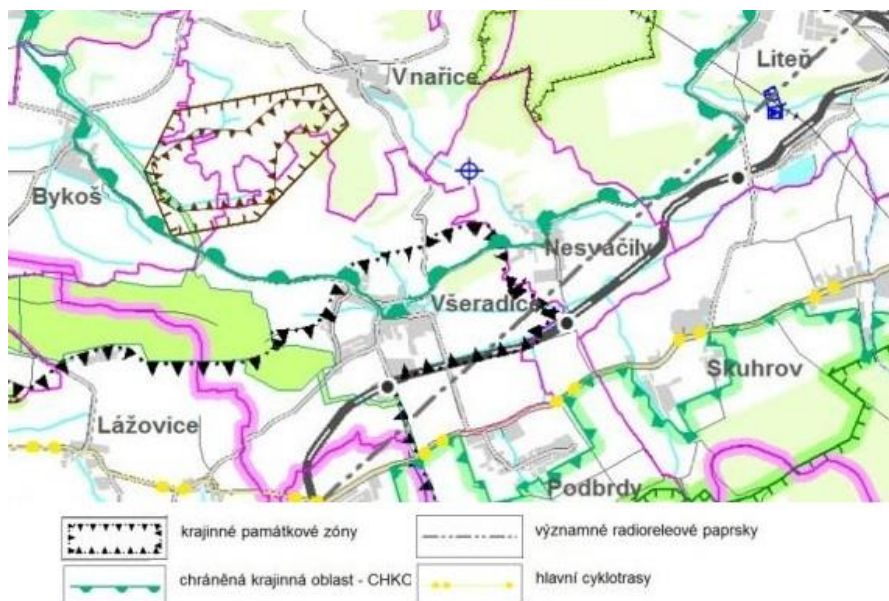 Liteň
Vnařice
Bykoš
Nesvačily
Všeradice
Skuhrov
Lážovice
Podbrdy
krajinné památkové zóny
významné radioreleové paprsky
chráněná krajinná oblast - CHKO
hlavní cyklotrasy